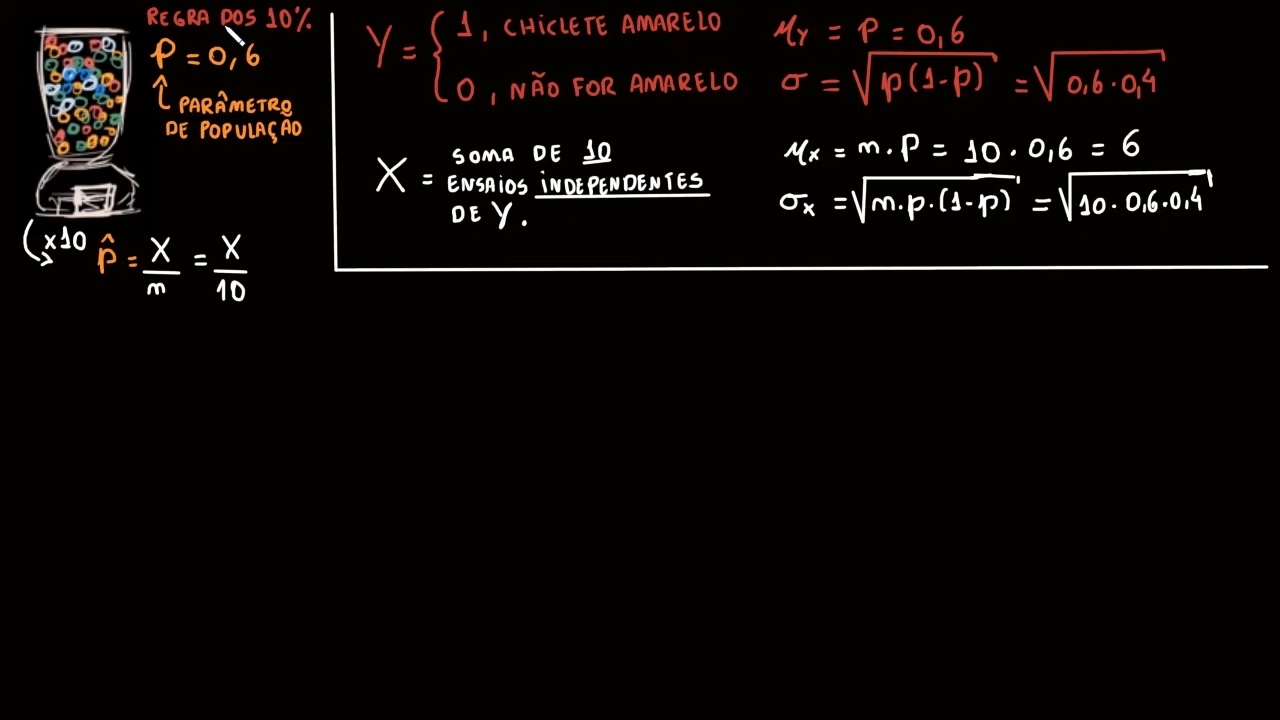 REGRA DOS 10%
P = 0,6
PARÂMETRO
DE POPULAÇÃO
x10
p̂ = X/m = X/10
Y = { 1, CHICLETE AMARELO
0, NÃO FOR AMARELO
μY = P = 0,6
σ = √p(1-p) = √0,6·0,4
X = SOMA DE 10
ENSAIOS INDEPENDENTES
DE Y.
μx = m.P = 10·0,6 = 6
σx = √m.p.(1-p) = √10·0,6·0,4